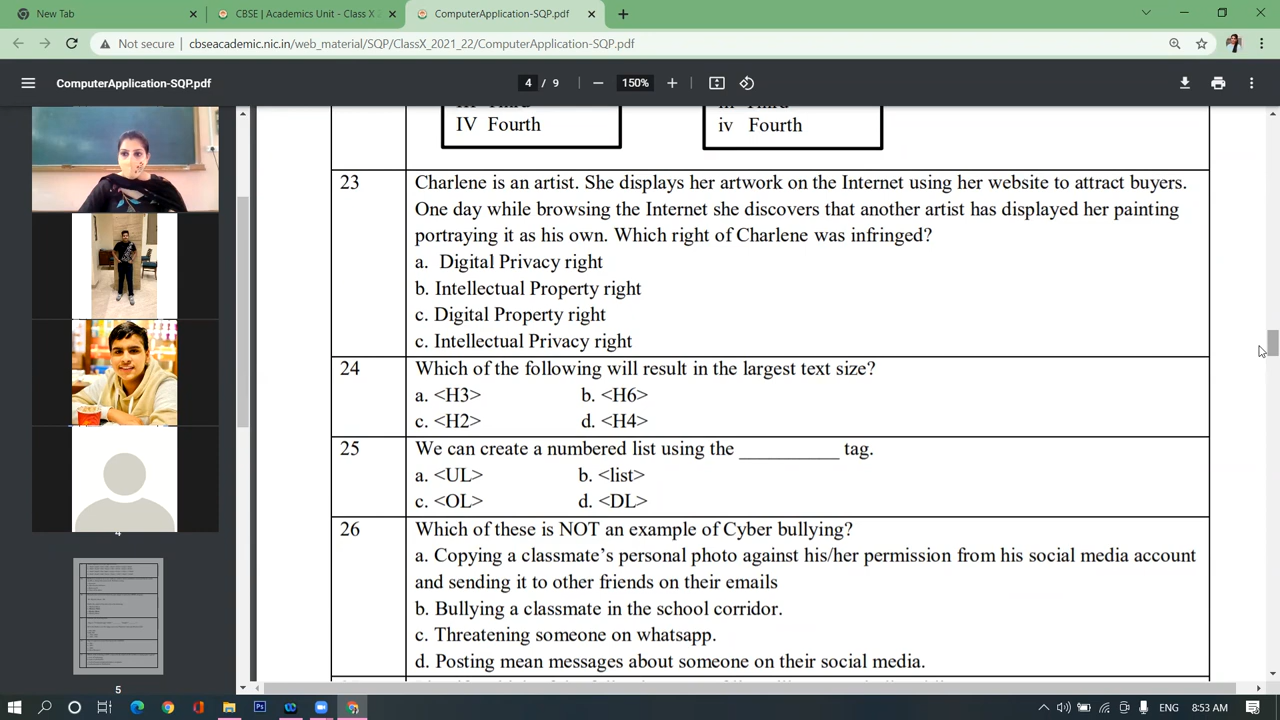 New Tab
CBSE | Academics Unit - Class X 2
ComputerApplication-SQP.pdf
Not secure
cbseacademic.nic.in/web_material/SQP/ClassX_2021_22/ComputerApplication-SQP.pdf
ComputerApplication-SQP.pdf
4 / 9
150%
IV Fourth
iv Fourth
23 Charlene is an artist. She displays her artwork on the Internet using her website to attract buyers.
One day while browsing the Internet she discovers that another artist has displayed her painting
portraying it as his own. Which right of Charlene was infringed?
a. Digital Privacy right
b. Intellectual Property right
c. Digital Property right
c. Intellectual Privacy right
24 Which of the following will result in the largest text size?
a. <H3> b. <H6>
c. <H2> d. <H4>
25 We can create a numbered list using the __________ tag.
a. <UL> b. <list>
c. <OL> d. <DL>
26 Which of these is NOT an example of Cyber bullying?
a. Copying a classmate's personal photo against his/her permission from his social media account
and sending it to other friends on their emails
b. Bullying a classmate in the school corridor.
c. Threatening someone on whatsapp.
d. Posting mean messages about someone on their social media.
4
5
ENG
8:53 AM